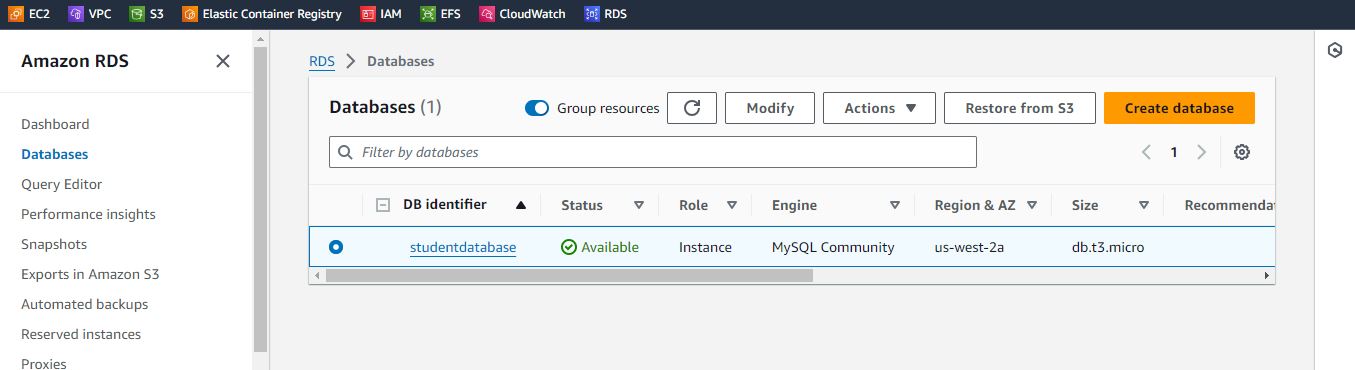 EC2 VPC S3 Elastic Container Registry IAM EFS CloudWatch RDS
Amazon RDS
Dashboard
Databases
Query Editor
Performance insights
Snapshots
Exports in Amazon S3
Automated backups
Reserved instances
Proxies
RDS > Databases
Databases (1) Group resources Modify Actions Restore from S3 Create database
Filter by databases 1
DB identifier Status Role Engine Region & AZ Size Recommendat
studentdatabase Available Instance MySQL Community us-west-2a db.t3.micro